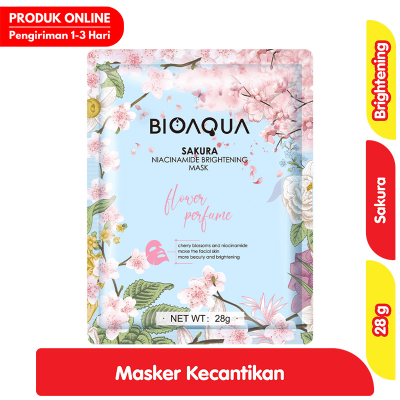 PRODUK ONLINE
Pengiriman 1-3 Hari
BIOAQUA
SAKURA
NIACINAMIDE BRIGHTENING
MASK
flower
perfume
cherry blossoms and niacinamide
move the facial skin
more beauty and brightening
NET WT: 28g
Brightening
Sakura
28 g
Masker Kecantikan